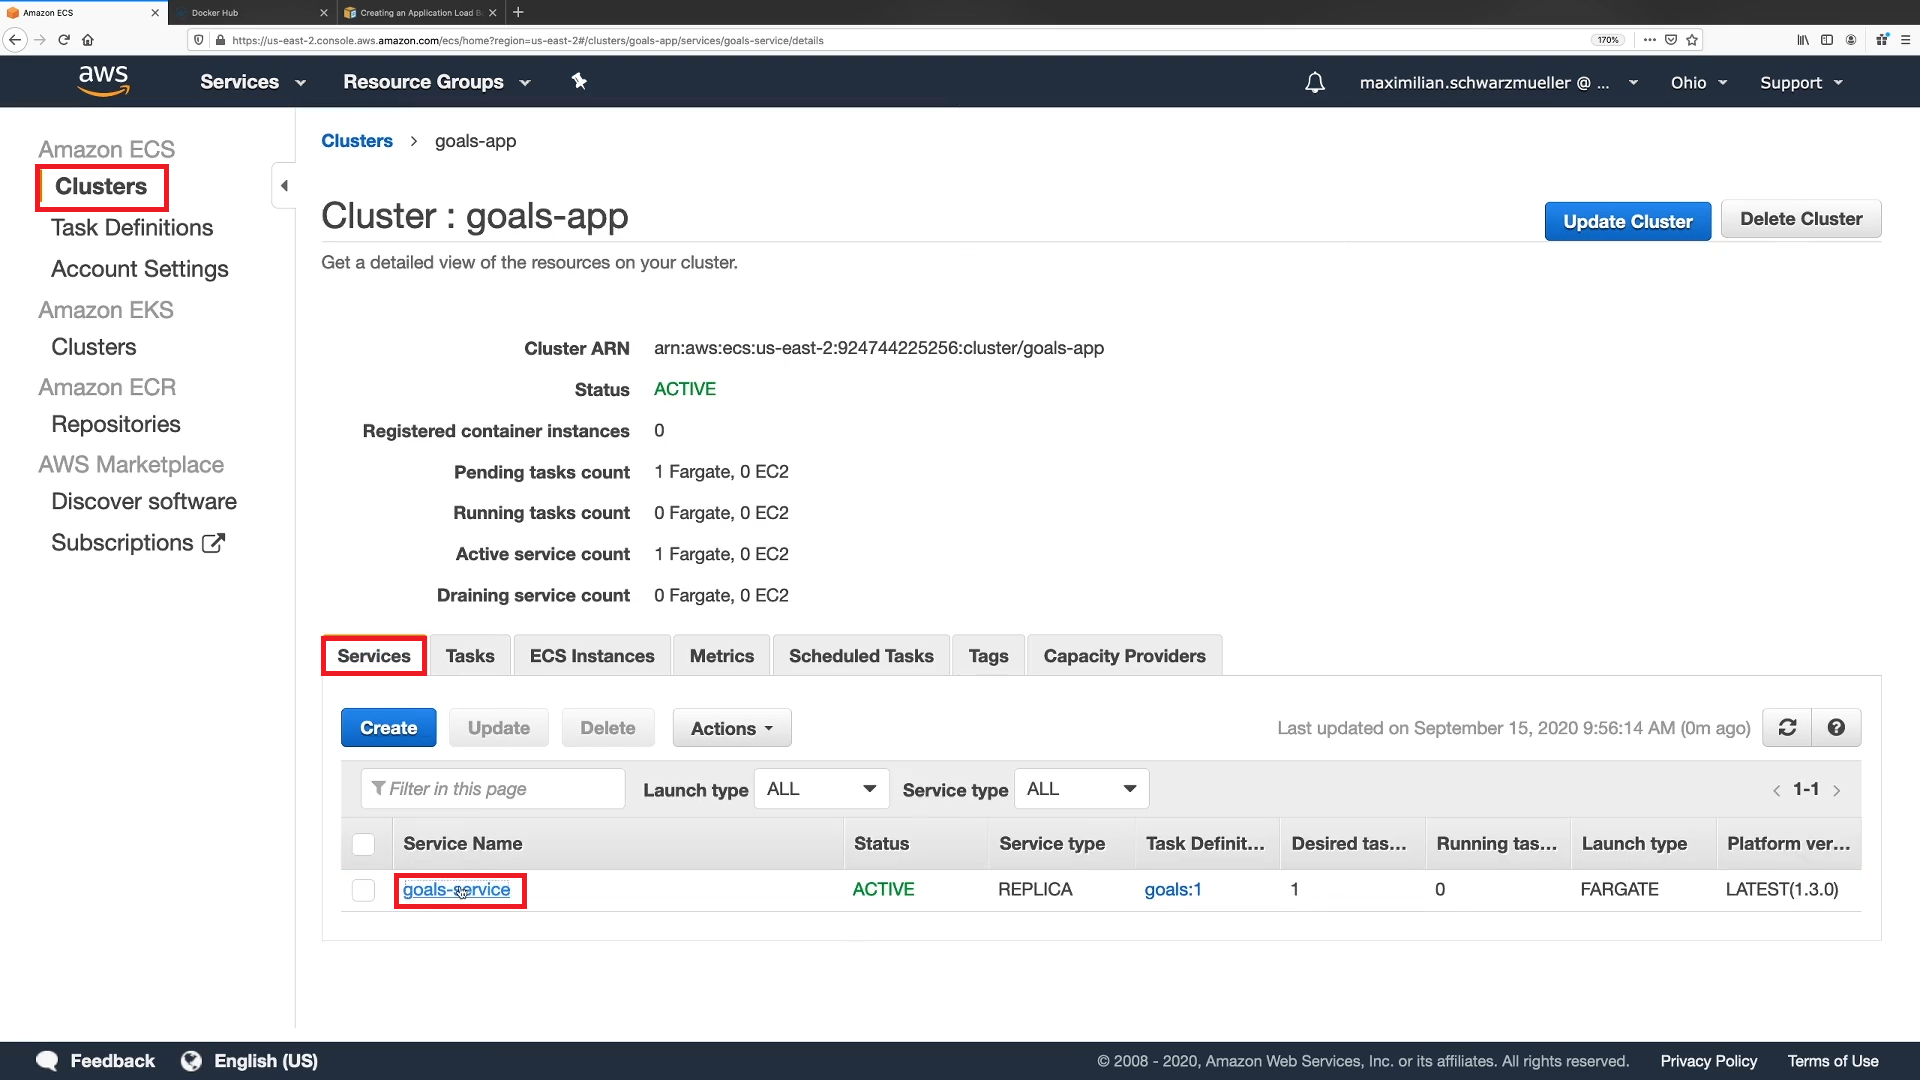 Amazon ECS
Docker Hub
Creating an Application Load B
https://us-east-2.console.aws.amazon.com/ecs/home?region=us-east-2#/clusters/goals-app/services/goals-service/details
170%
aws
Services
Resource Groups
maximilian.schwarzmueller @ ...
Ohio
Support
Amazon ECS
Clusters
Task Definitions
Account Settings
Amazon EKS
Clusters
Amazon ECR
Repositories
AWS Marketplace
Discover software
Subscriptions
Clusters > goals-app
Cluster : goals-app
Update Cluster
Delete Cluster
Get a detailed view of the resources on your cluster.
Cluster ARN arn:aws:ecs:us-east-2:924744225256:cluster/goals-app
Status ACTIVE
Registered container instances 0
Pending tasks count 1 Fargate, 0 EC2
Running tasks count 0 Fargate, 0 EC2
Active service count 1 Fargate, 0 EC2
Draining service count 0 Fargate, 0 EC2
Services Tasks ECS Instances Metrics Scheduled Tasks Tags Capacity Providers
Create Update Delete Actions
Last updated on September 15, 2020 9:56:14 AM (0m ago)
Filter in this page Launch type ALL Service type ALL < 1-1 >
Service Name Status Service type Task Definit... Desired tas... Running tas... Launch type Platform ver...
goals-service ACTIVE REPLICA goals:1 1 0 FARGATE LATEST(1.3.0)
Feedback English (US)
© 2008 - 2020, Amazon Web Services, Inc. or its affiliates. All rights reserved. Privacy Policy Terms of Use